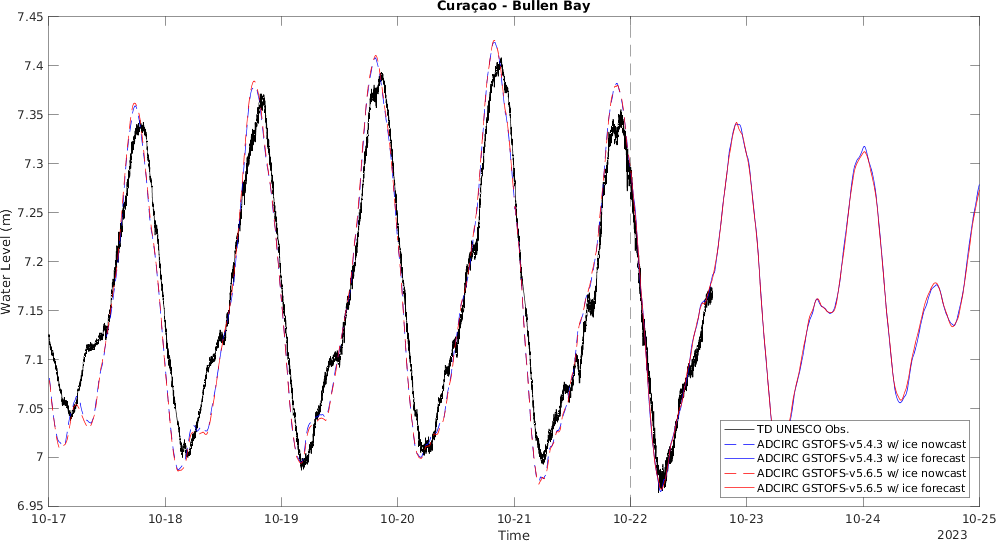 Curaçao - Bullen Bay
7.45
7.4
7.35
7.3
7.25
7.2
7.15
7.1
7.05
7
6.95
Water Level (m)
10-17 10-18 10-19 10-20 10-21 10-22 10-23 10-24 10-25
Time
2023
TD UNESCO Obs.
ADCIRC GSTOFS-v5.4.3 w/ ice nowcast
ADCIRC GSTOFS-v5.4.3 w/ ice forecast
ADCIRC GSTOFS-v5.6.5 w/ ice nowcast
ADCIRC GSTOFS-v5.6.5 w/ ice forecast